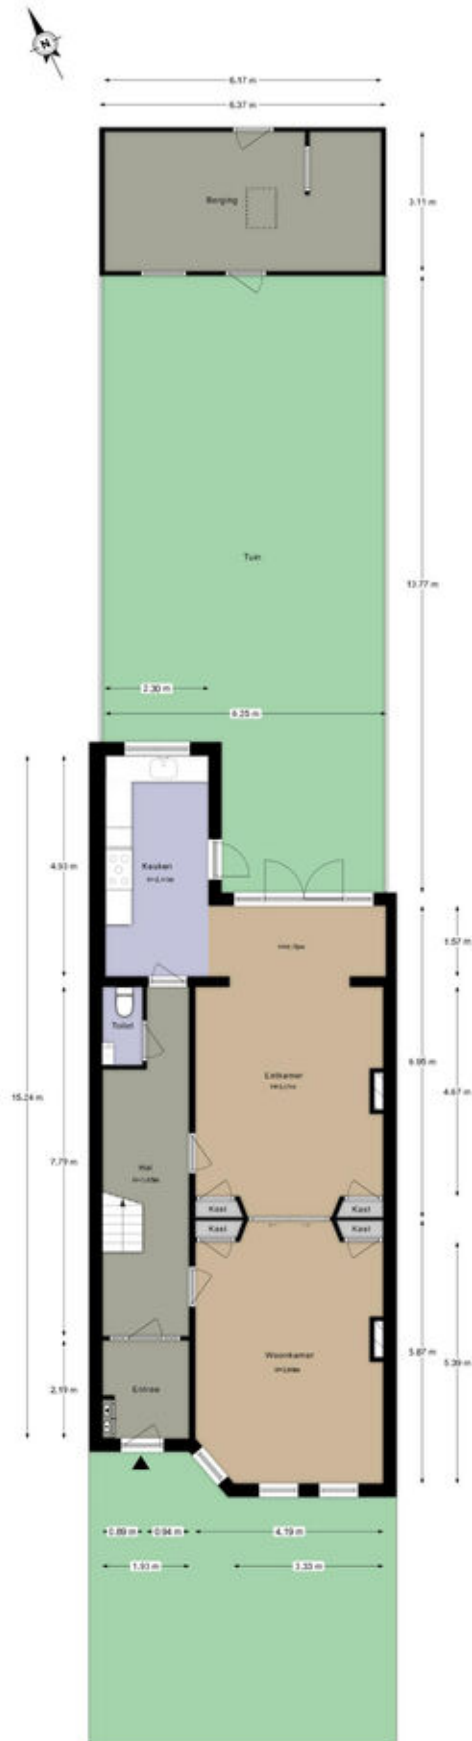 N
6.17 m
6.37 m
Berging
3.11 m
Tuin
13.77 m
2.30 m
6.25 m
4.93 m
Keuken
1.57 m
Toilet
Eetkamer
15.24 m
4.67 m
7.79 m
Hal
Kast
Kast
Kast
Kast
Woonkamer
5.87 m
5.39 m
2.19 m
Entree
0.89 m
0.94 m
4.19 m
1.93 m
3.33 m